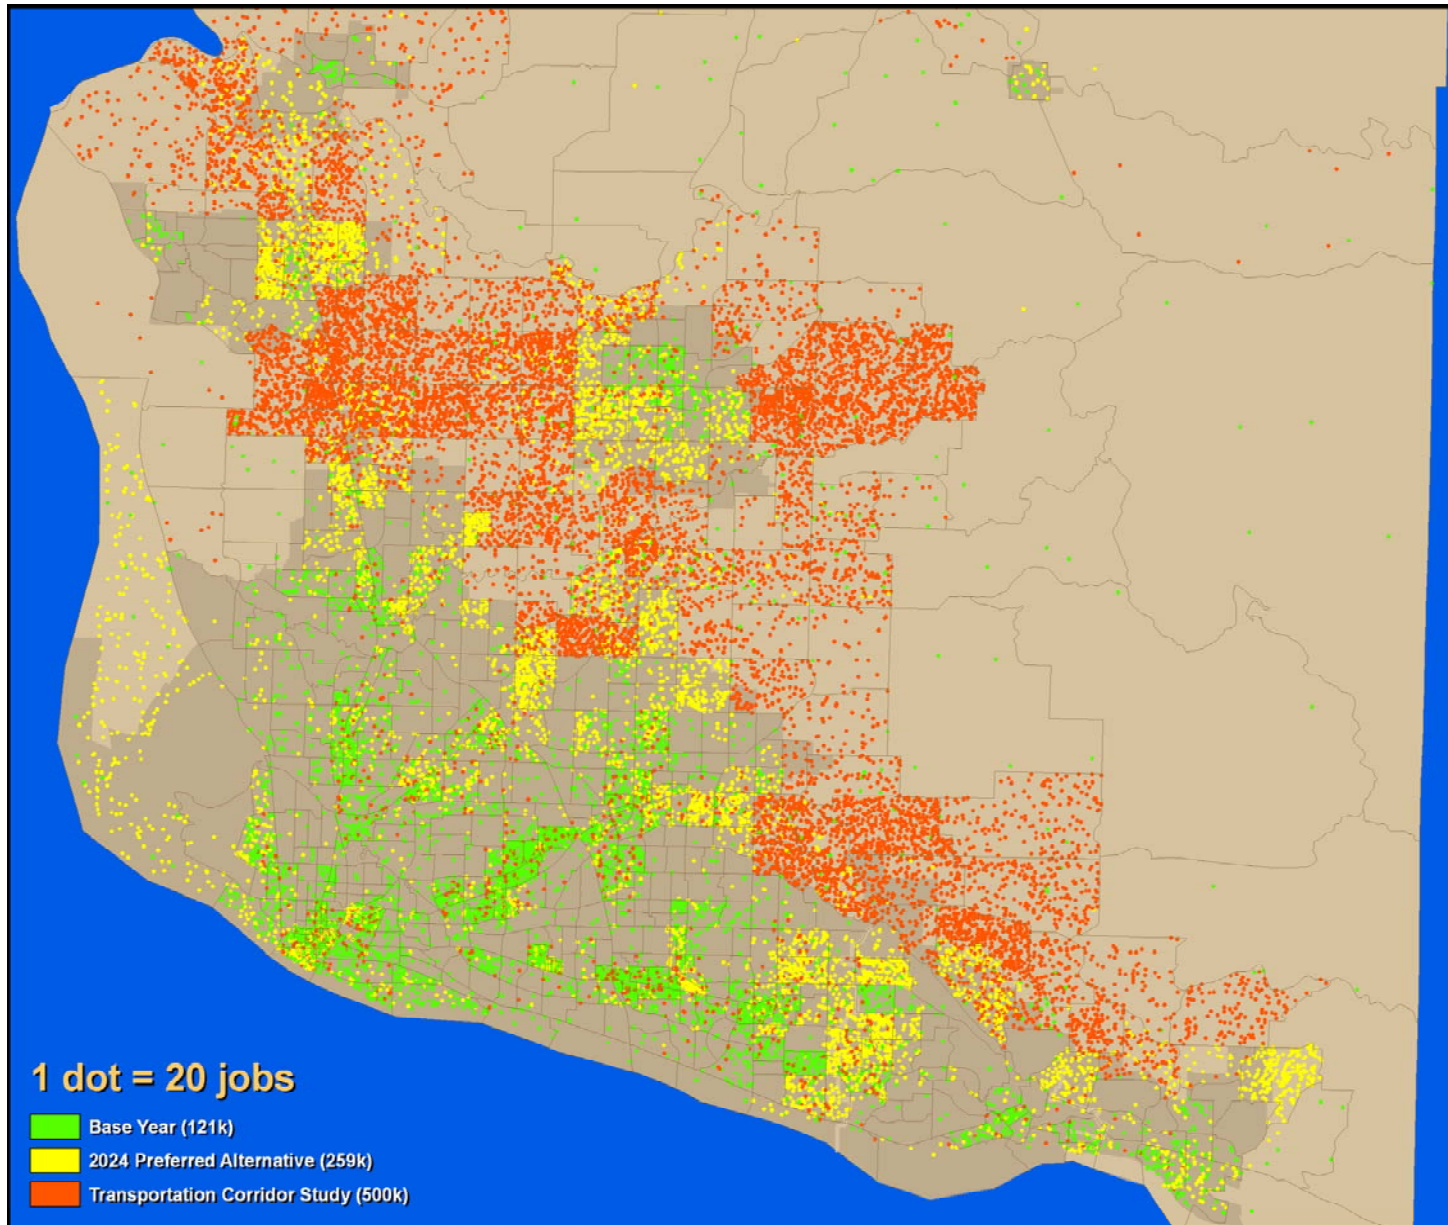 1 dot = 20 jobs
Base Year (121k)
2024 Preferred Alternative (259k)
Transportation Corridor Study (500k)